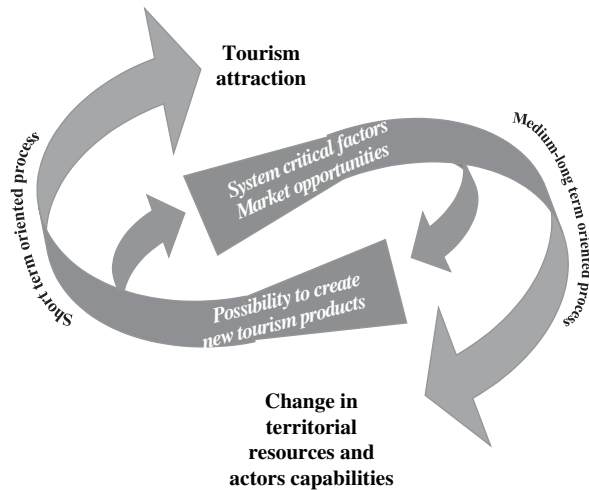 Tourism
attraction
Short term oriented process
System critical factors
Market opportunities
Medium-long term oriented process
Possibility to create
new tourism products
Change in
territorial
resources and
actors capabilities